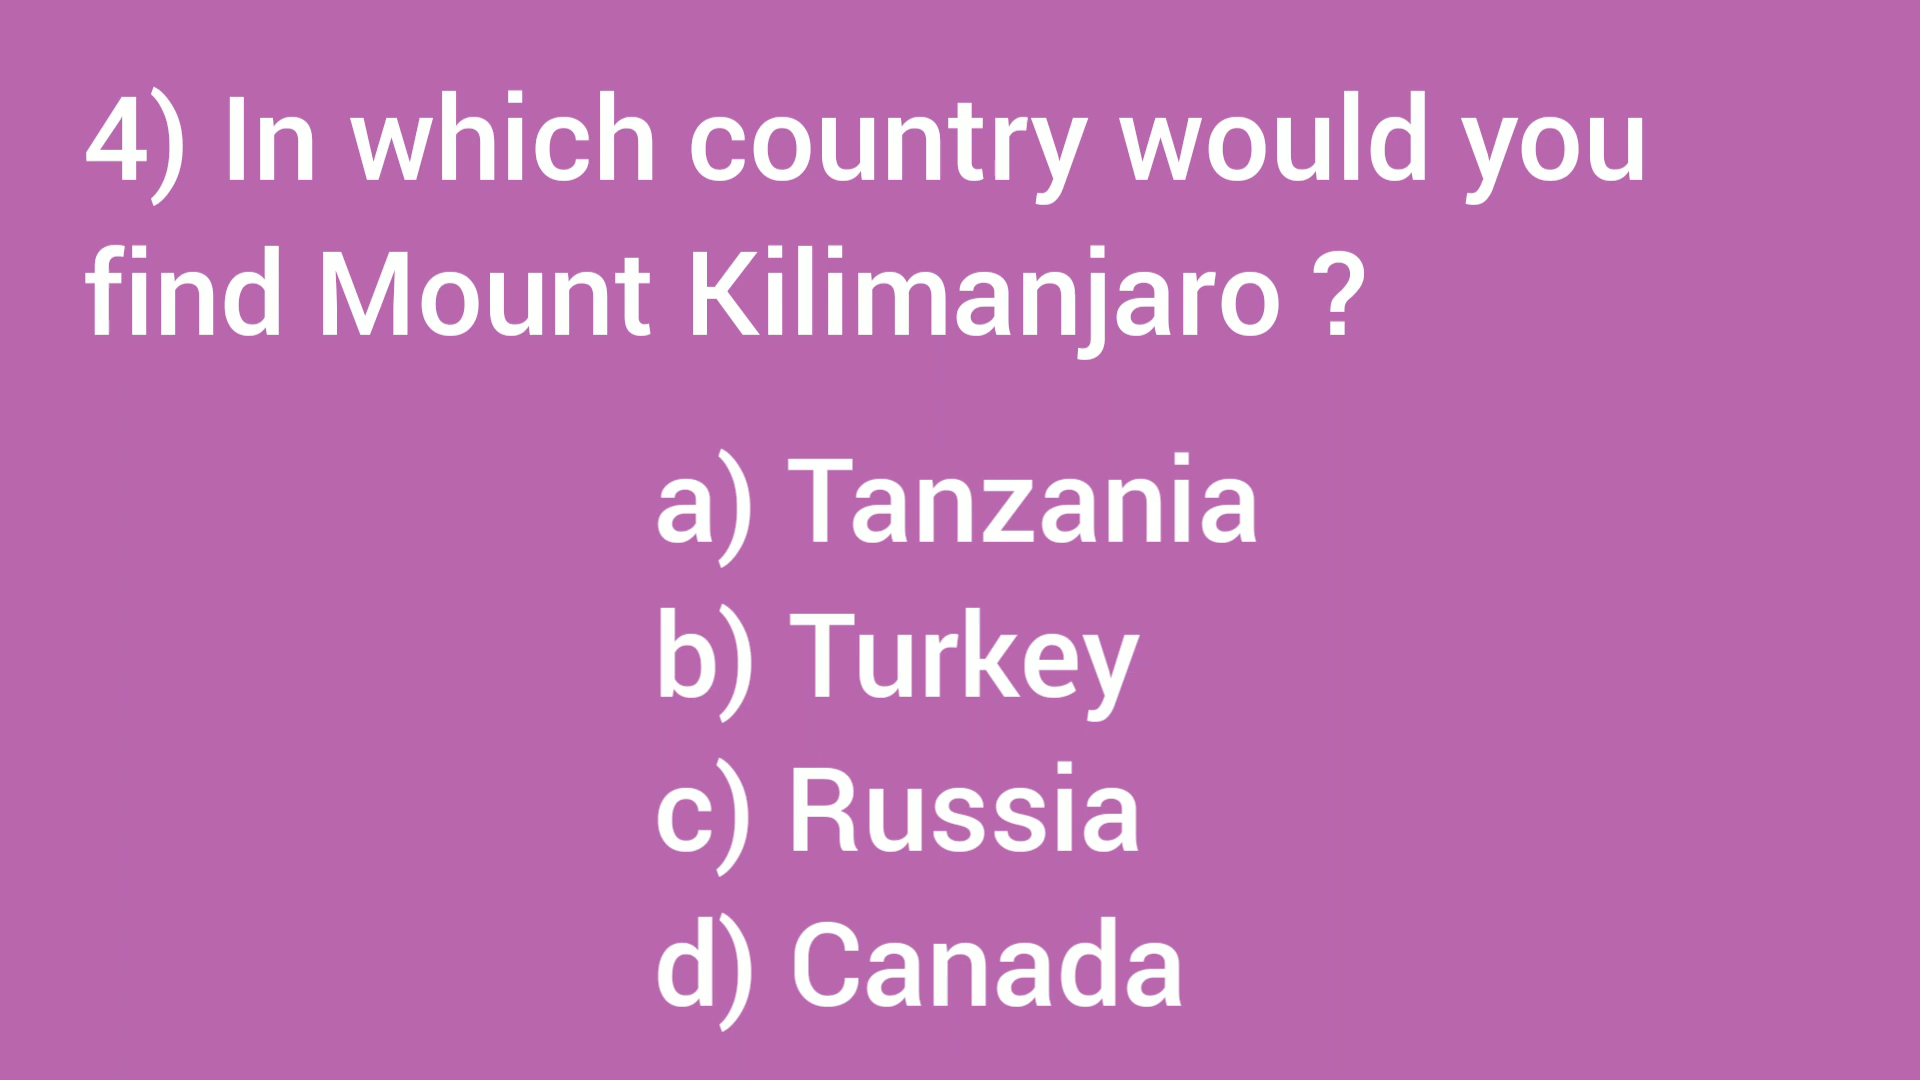 4) In which country would you
find Mount Kilimanjaro ?
a) Tanzania
b) Turkey
c) Russia
d) Canada